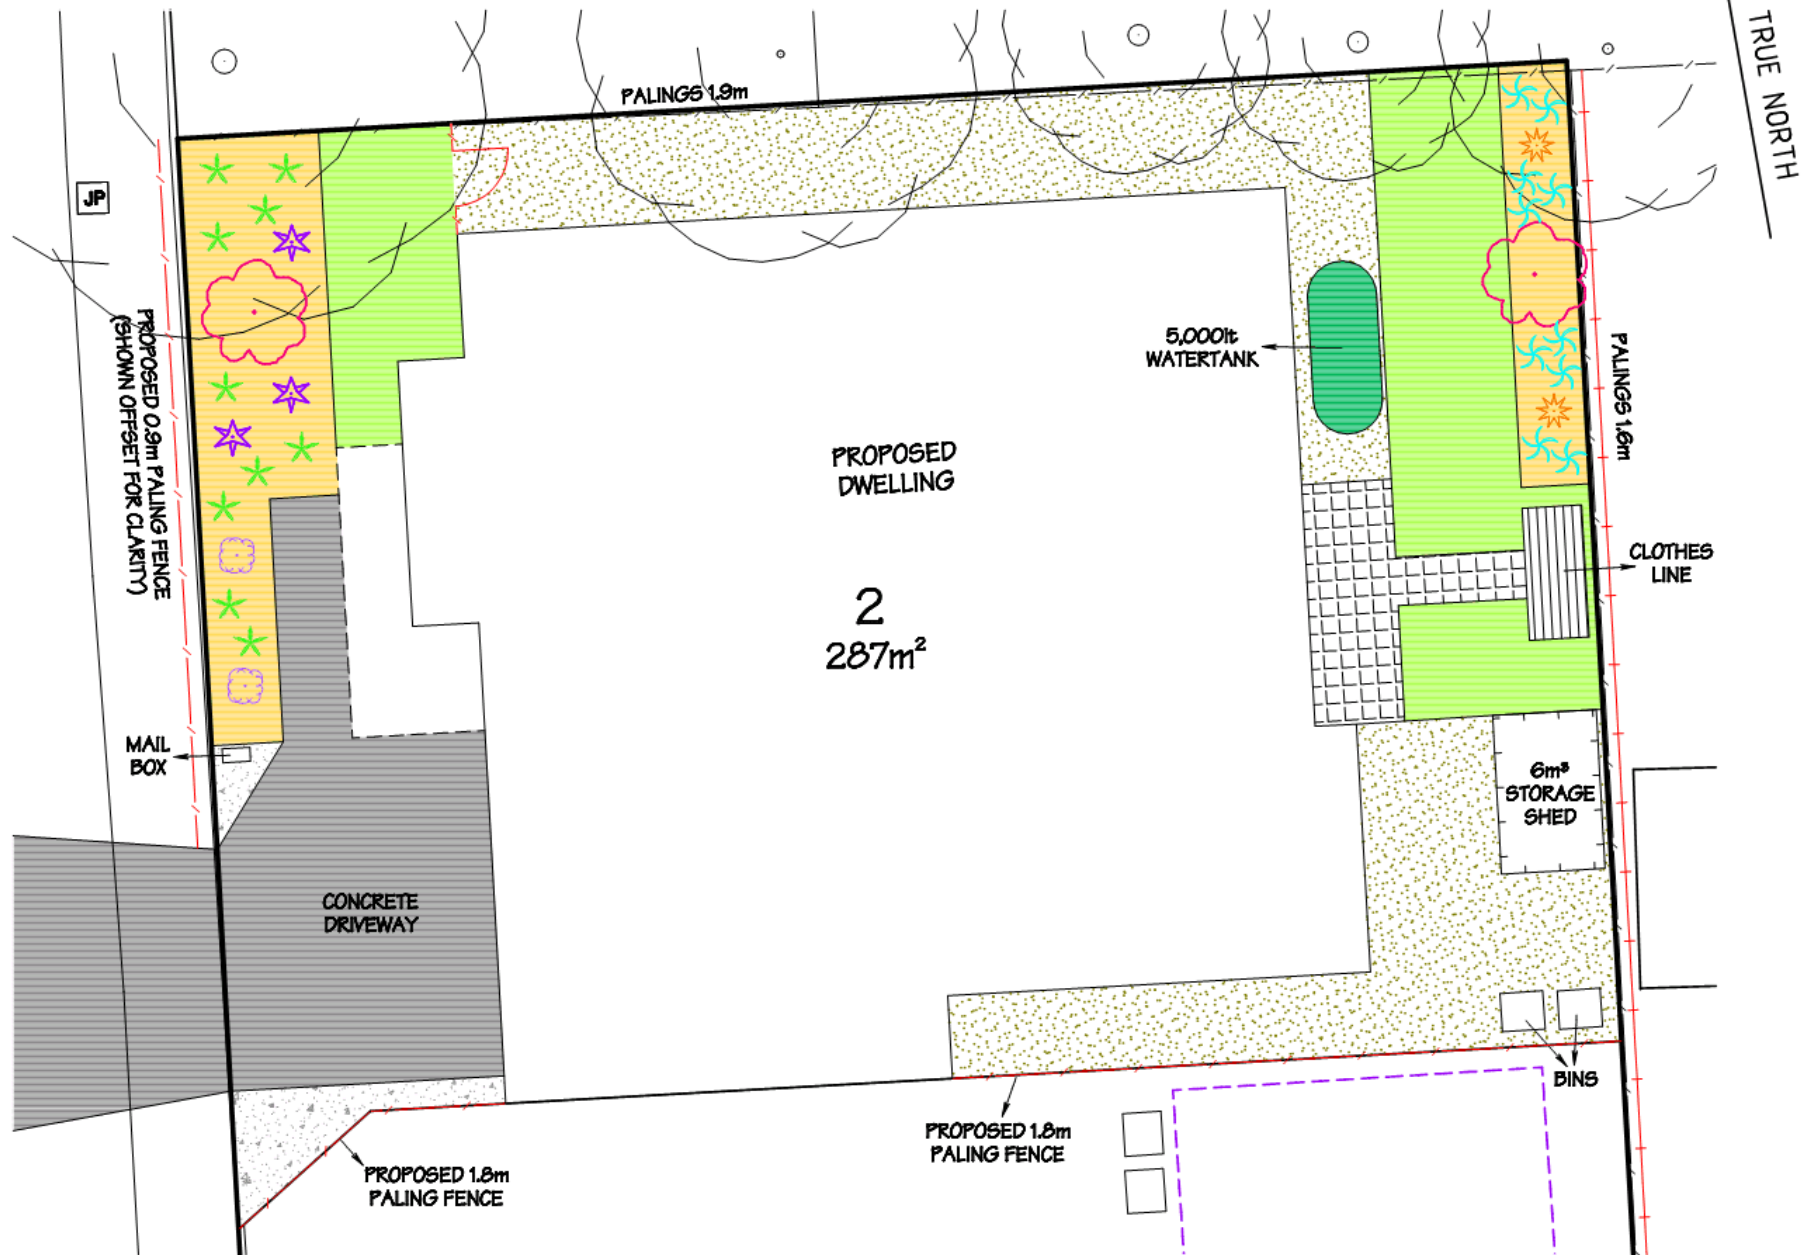 TRUE NORTH
PALINGS 1.9m
JP
PROPOSED 0.9m PALING FENCE
(SHOWN OFFSET FOR CLARITY)
5,000lt
WATERTANK
PALINGS 1.6m
PROPOSED
DWELLING
2
287m²
CLOTHES
LINE
MAIL
BOX
6m³
STORAGE
SHED
CONCRETE
DRIVEWAY
BINS
PROPOSED 1.8m
PALING FENCE
PROPOSED 1.8m
PALING FENCE